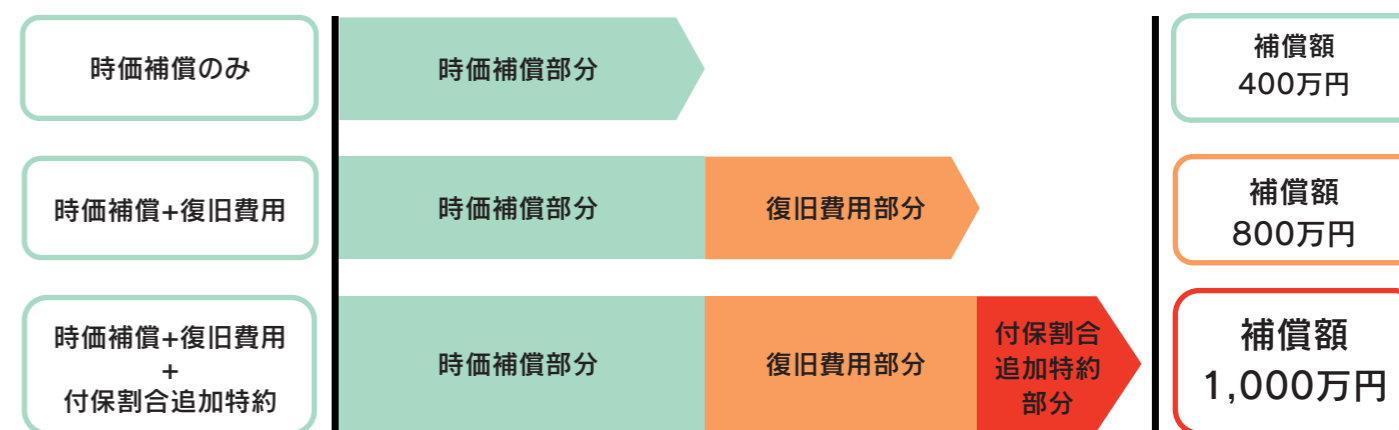 時価補償のみ
時価補償部分
補償額
400万円
時価補償+復旧費用
時価補償部分
復旧費用部分
補償額
800万円
時価補償+復旧費用
+
付保割合追加特約
時価補償部分
復旧費用部分
付保割合
追加特約
部分
補償額
1,000万円